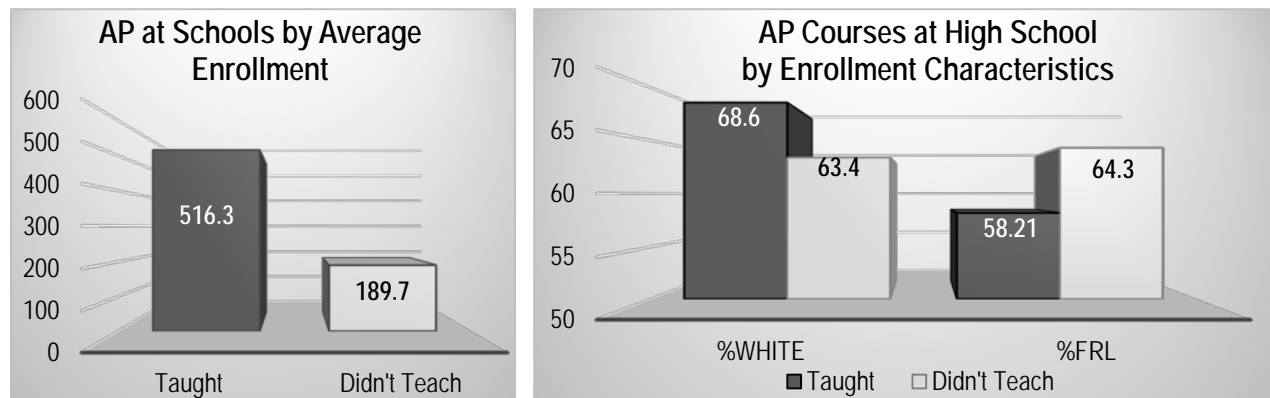 AP at Schools by Average
Enrollment
600
500
400
300
200
100
0
516.3
189.7
Taught
Didn't Teach
AP Courses at High School
by Enrollment Characteristics
70
65
60
55
50
68.6
63.4
58.21
64.3
%WHITE
%FRL
Taught
Didn't Teach